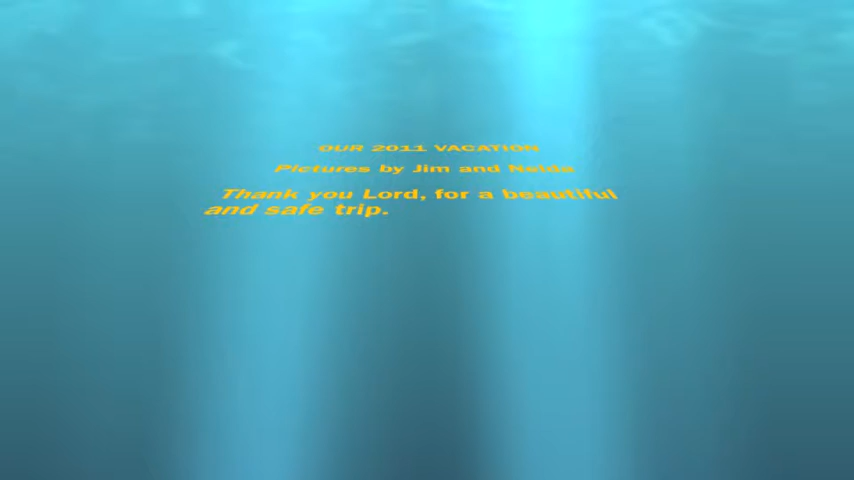 OUR 2011 VACATION
Pictures by Jim and Nelda
Thank you Lord, for a beautiful
and safe trip.